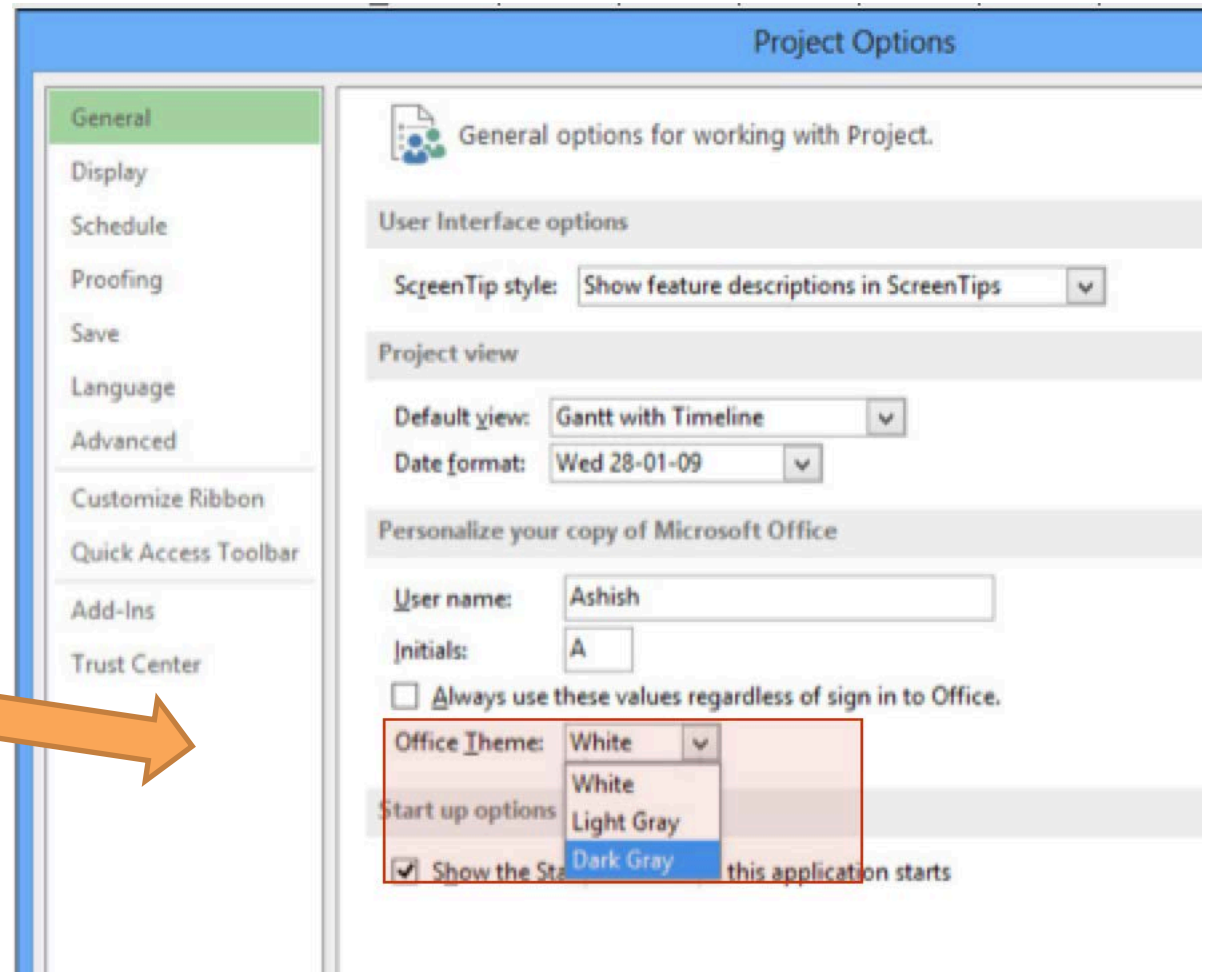 Project Options
General
Display
Schedule
Proofing
Save
Language
Advanced
Customize Ribbon
Quick Access Toolbar
Add-Ins
Trust Center
General options for working with Project.
User Interface options
ScreenTip style: Show feature descriptions in ScreenTips
Project view
Default view: Gantt with Timeline
Date format: Wed 28-01-09
Personalize your copy of Microsoft Office
User name: Ashish
Initials: A
Always use these values regardless of sign in to Office.
Office Theme: White
White
Light Gray
Dark Gray
Start up options
Show the Sta this application starts